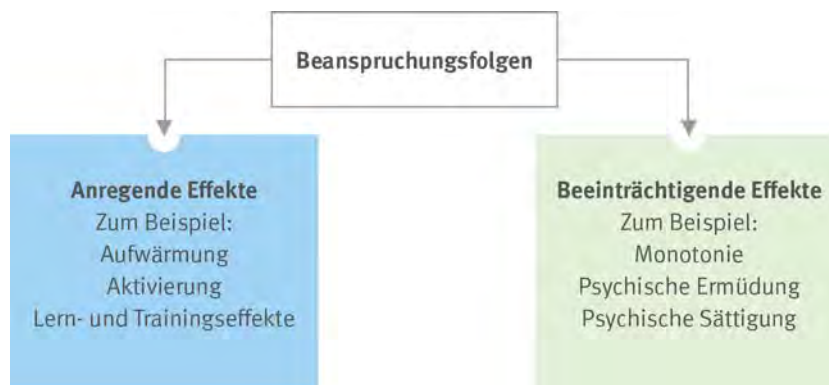 Beanspruchungsfolgen
Anregende Effekte
Zum Beispiel:
Aufwärmung
Aktivierung
Lern- und Trainingseffekte
Beeinträchtigende Effekte
Zum Beispiel:
Monotonie
Psychische Ermüdung
Psychische Sättigung